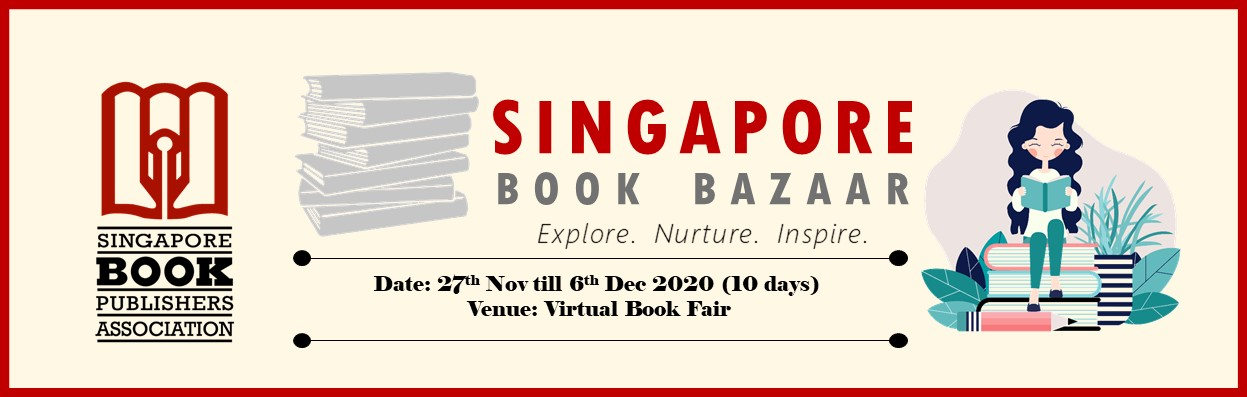 SINGAPORE
BOOK
PUBLISHERS
ASSOCIATION
SINGAPORE
BOOK BAZAAR
Explore. Nurture. Inspire.
Date: 27th Nov till 6th Dec 2020 (10 days)
Venue: Virtual Book Fair